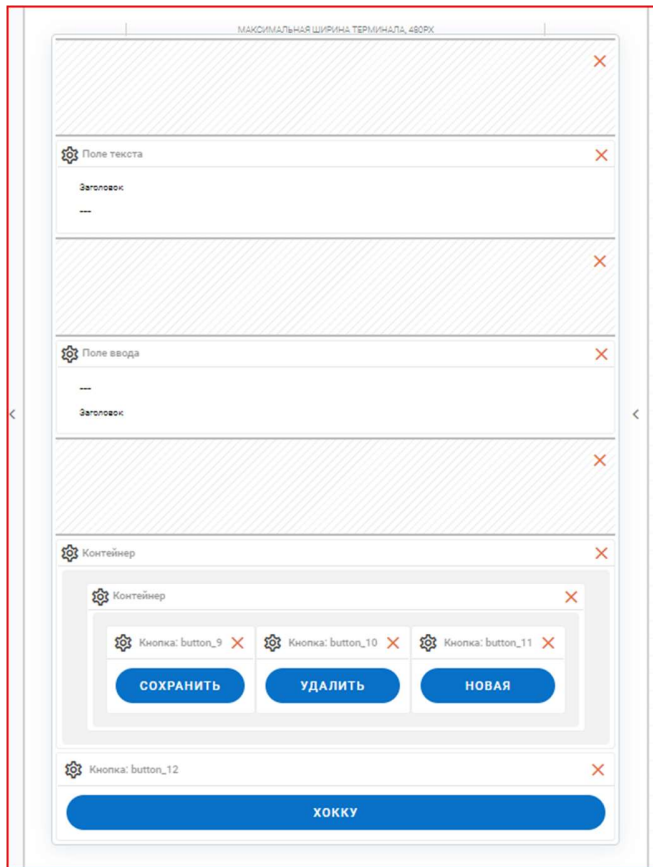 МАКСИМАЛЬНАЯ ШИРИНА ТЕРМИНАЛА, 480PX
Поле текста
Заголовок
---
Поле ввода
---
Заголовок
Контейнер
Контейнер
Кнопка: button_9 Кнопка: button_10 Кнопка: button_11
СОХРАНИТЬ УДАЛИТЬ НОВАЯ
Кнопка: button_12
ХОККУ